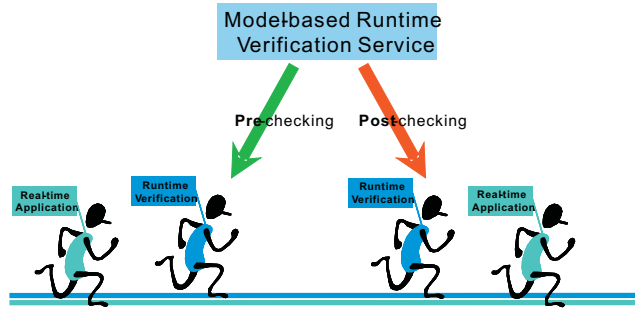 Model-based Runtime
Verification Service
Pre-checking
Post-checking
Real-time
Application
Runtime
Verification
Runtime
Verification
Real-time
Application